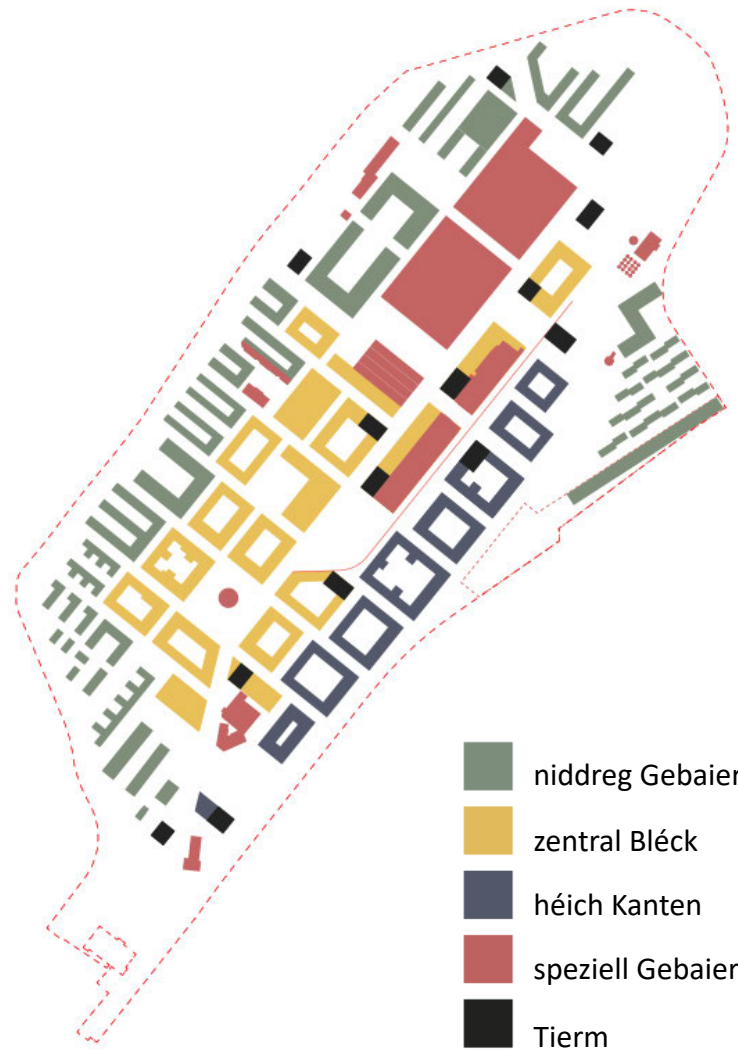 niddreg Gebaier
zentral Bléck
héich Kanten
speziell Gebaier
Tierm